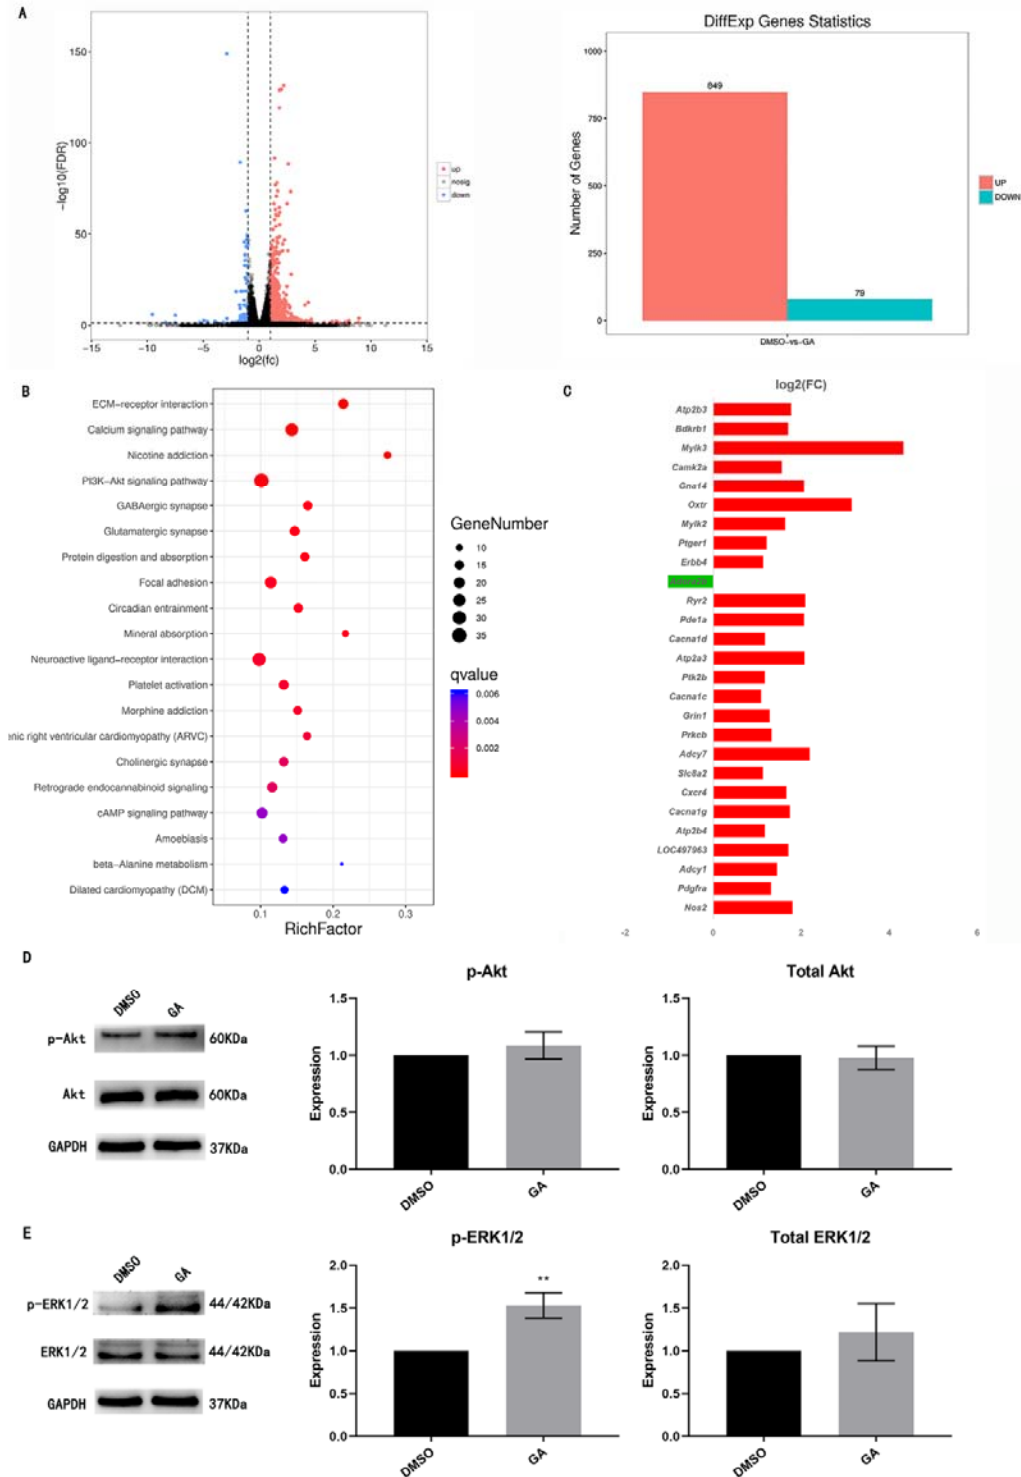 A
150
100
50
0
−log10(FDR)
−15
−10
−5
0
5
10
15
log2(fc)
up
nosig
down
DiffExp Genes Statistics
1000
750
500
250
0
Number of Genes
849
79
DMSO−vs−GA
UP
DOWN
B
ECM−receptor interaction
Calcium signaling pathway
Nicotine addiction
PI3K−Akt signaling pathway
GABAergic synapse
Glutamatergic synapse
Protein digestion and absorption
Focal adhesion
Circadian entrainment
Mineral absorption
Neuroactive ligand−receptor interaction
Platelet activation
Morphine addiction
nic right ventricular cardiomyopathy (ARVC)
Cholinergic synapse
Retrograde endocannabinoid signaling
cAMP signaling pathway
Amoebiasis
beta−Alanine metabolism
Dilated cardiomyopathy (DCM)
0.1
0.2
0.3
RichFactor
GeneNumber
10
15
20
25
30
35
qvalue
0.006
0.004
0.002
C
log2(FC)
Atp2b3
Bdkrb1
Mylk3
Camk2a
Gna14
Oxtr
Mylk2
Ptger1
Erbb4
Ryr2
Pde1a
Cacna1d
Atp2a3
Ptk2b
Cacna1c
Grin1
Prkcb
Adcy7
Slc8a2
Cxcr4
Cacna1g
Atp2b4
LOC497963
Adcy1
Pdgfra
Nos2
-2
0
2
4
6
D
DMSO
GA
p-Akt
60KDa
Akt
60KDa
GAPDH
37KDa
p-Akt
1.5
1.0
0.5
0.0
Expression
DMSO
GA
Total Akt
1.5
1.0
0.5
0.0
Expression
DMSO
GA
E
DMSO
GA
p-ERK1/2
44/42KDa
ERK1/2
44/42KDa
GAPDH
37KDa
p-ERK1/2
2.0
1.5
1.0
0.5
0.0
Expression
**
DMSO
GA
Total ERK1/2
2.0
1.5
1.0
0.5
0.0
Expression
DMSO
GA